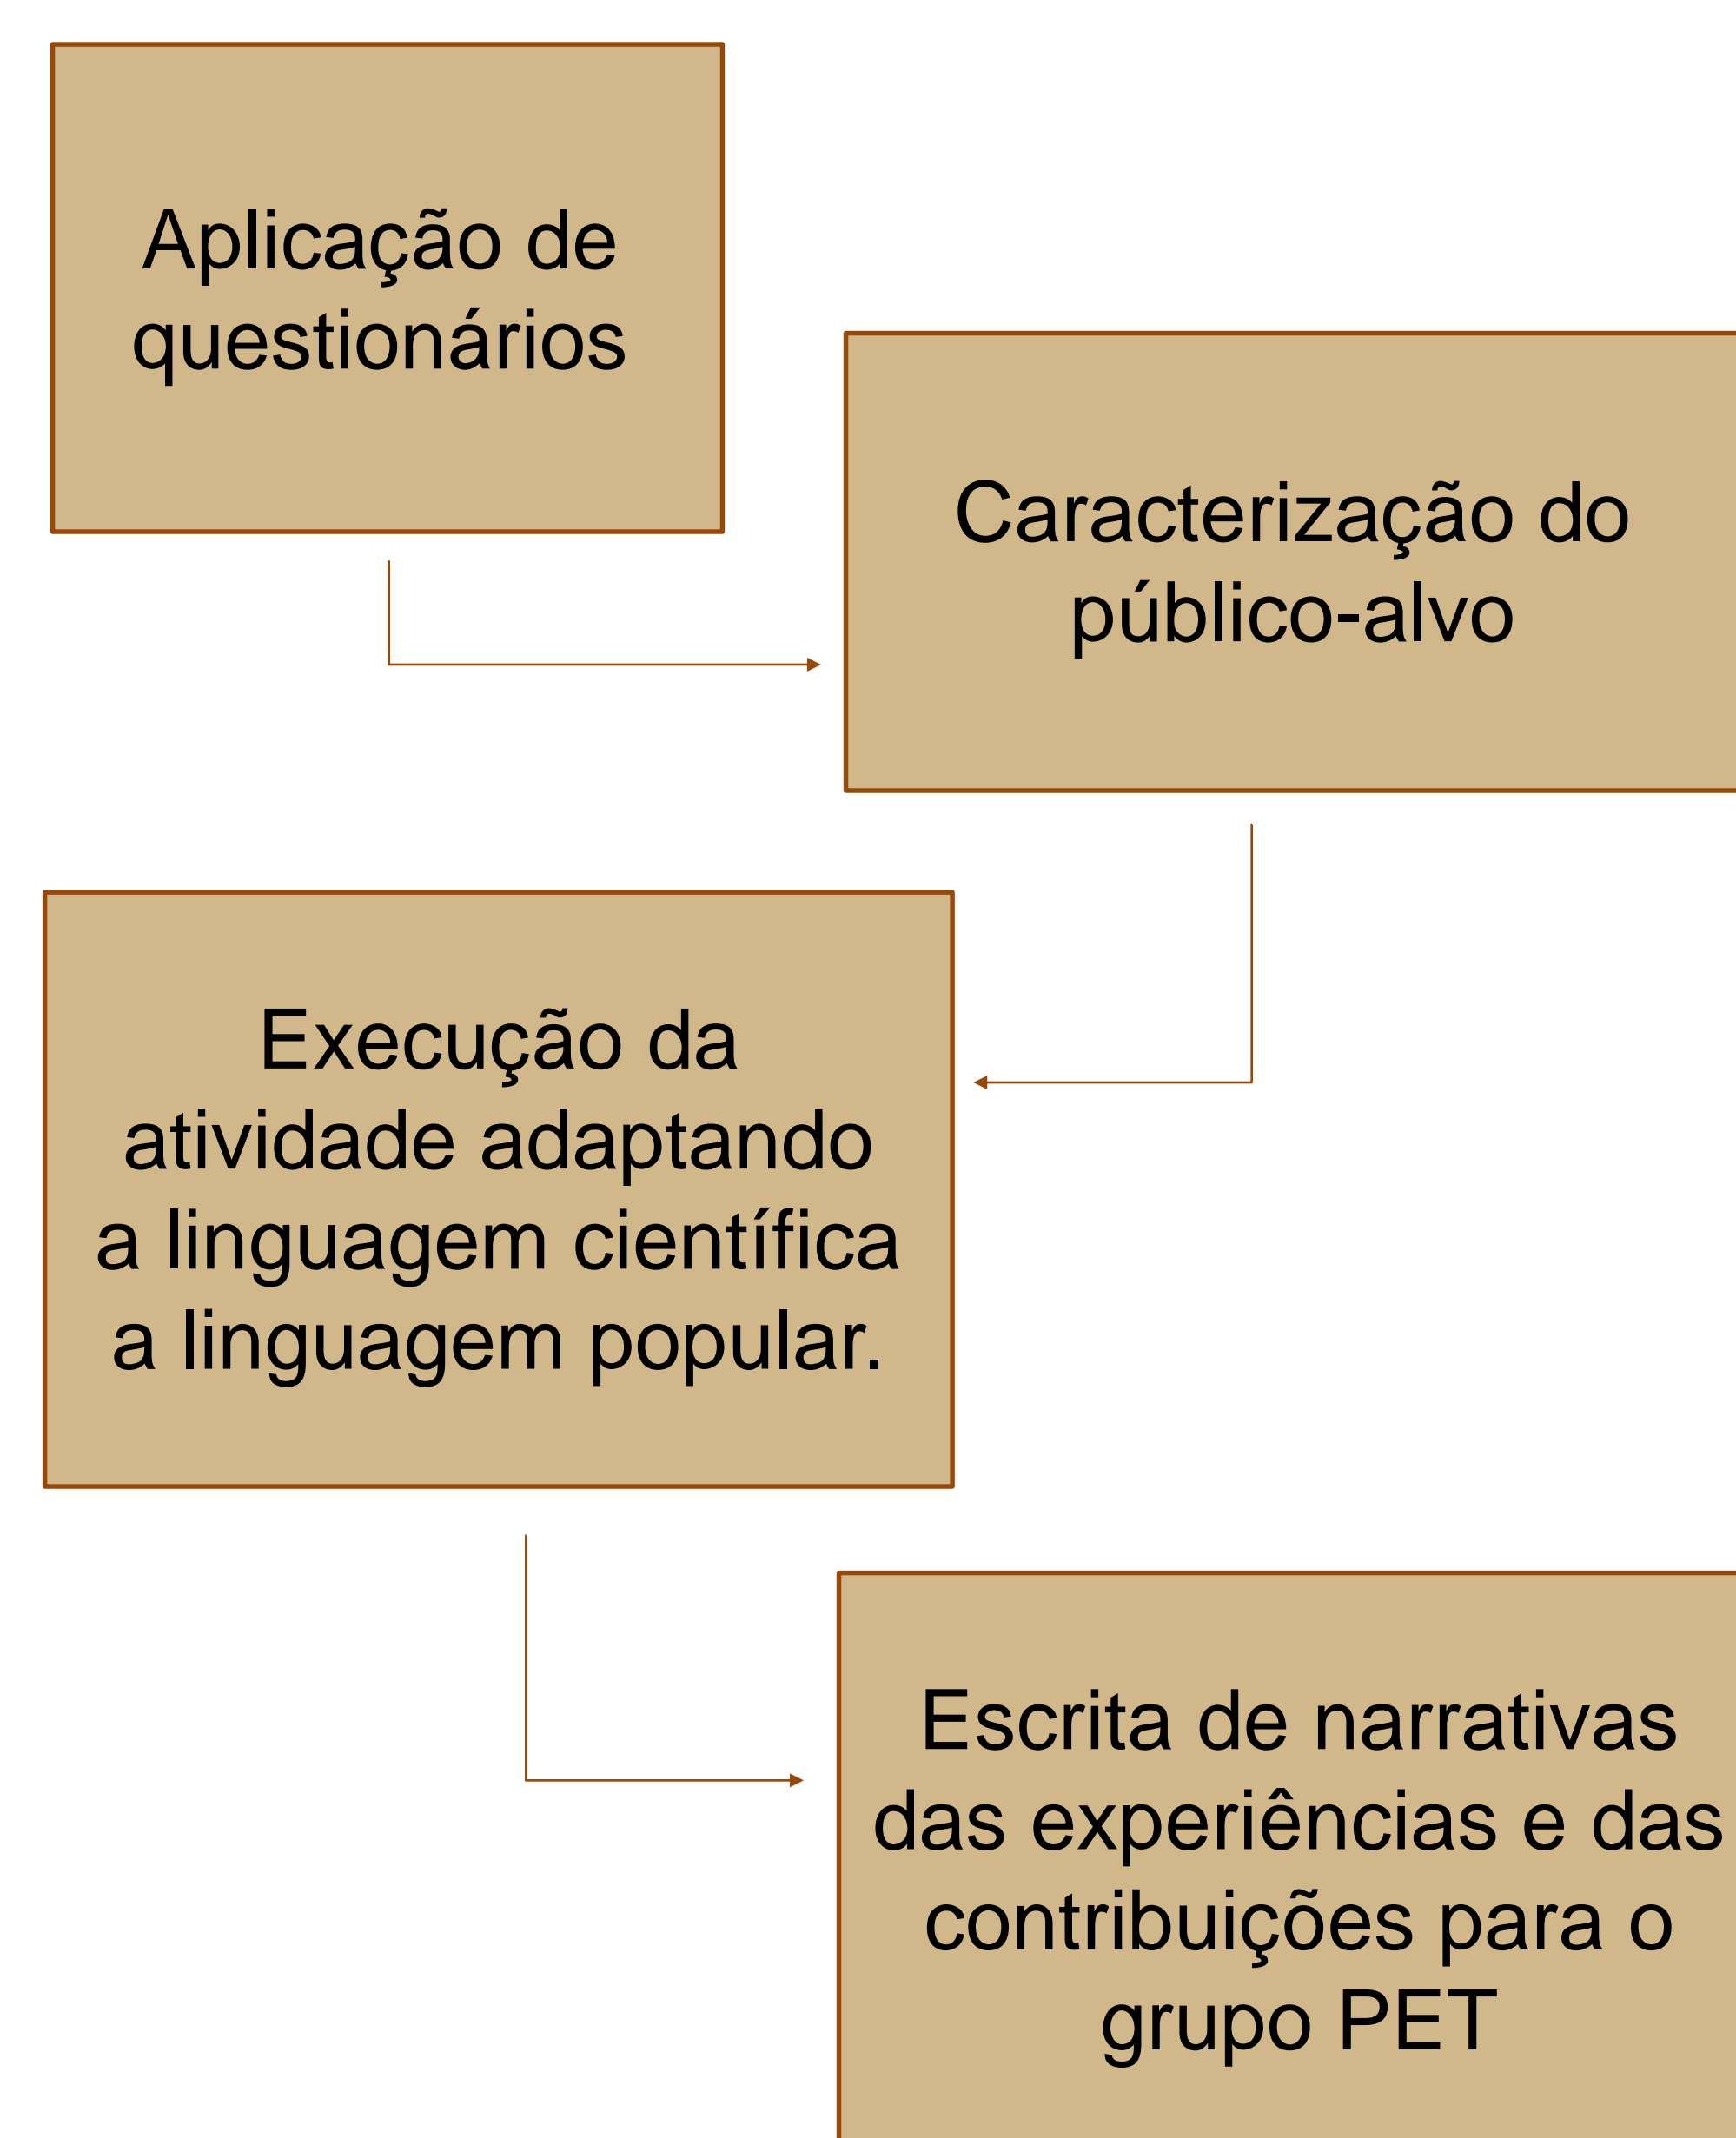 Aplicação de
questionários
Caracterização do
público-alvo
Execução da
atividade adaptando
a linguagem científica
a linguagem popular.
Escrita de narrativas
das experiências e das
contribuições para o
grupo PET